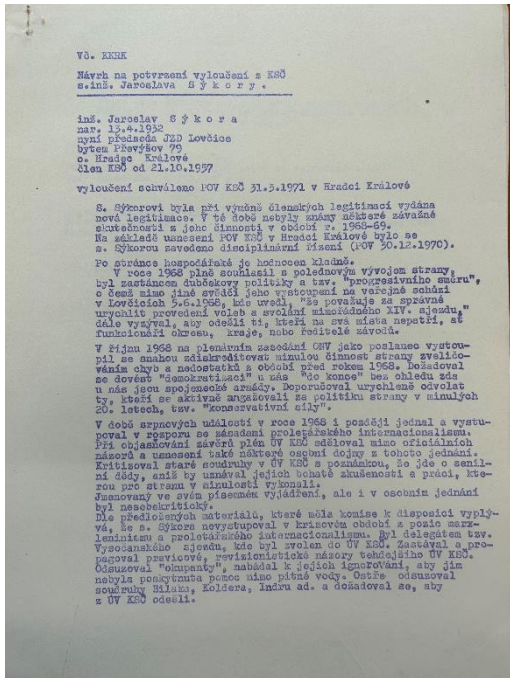 Vč. KKRK
Návrh na potvrzení vyloučení z KSČ
s.inž. Jaroslava S ý k o r y .
inž. Jaroslav S ý k o r a
nar. 13.4.1932
nyní předseda JZD Lovčice
bytem Převýšov 79
o. Hradec Králové
člen KSČ od 21.10.1957
vyloučení schváleno POV KSČ 31.3.1971 v Hradci Králové
S. Sýkorovi byla při výměně členských legitimací vydána
nová legitimace. V té době nebyly známy některé závažné
skutečnosti z jeho činnosti v období r. 1968-69.
Na základě usnesení POV KSČ v Hradci Králové bylo se
s. Sýkorou zavedeno disciplinární řízení (POV 30.12.1970).
Po stránce hospodářské je hodnocen kladně.
V roce 1968 plně souhlasil s polednovým vývojem strany,
byl zastáncem dubčekovy politiky a tzv. "progresivního směru",
o čemž mimo jiné svědčí jeho vystoupení na veřejné schůzi
v Lovčicích 5.6.1968, kde uvedl, "že považuje za správné
urychlit provedení voleb a svolání mimořádného XIV. sjezdu,"
dále vyzýval, aby odešli ti, kteří na svá místa nepatří, ať
funkcionáři okresu, kraje, nebo ředitelé závodů.
V říjnu 1968 na plenárním zasedání ONV jako poslanec vystou-
pil se snahou zdiskreditovat minulou činnost strany zveličo-
váním chyb a nedostatků z období před rokem 1968. Dožadoval
se dovést "demokratizaci" u nás "do konce" bez ohledu zda
u nás jsou spojenecké armády. Doporučoval urychleně odvolat
ty, kteří se aktivně angažovali za politiku strany v minulých
20. letech, tzv. "konservativní síly".
V době srpnových událostí v roce 1968 i později jednal a vystu-
poval v rozporu se zásadami proletářského internacionalismu.
Při objasňování závěrů plén ÚV KSČ sděloval mimo oficiálních
názorů a usnesení také některé osobní dojmy z tohoto jednání.
Kritizoval staré soudruhy v ÚV KSČ s poznámkou, že jde o senil-
ní dědy, aniž by uznával jejich bohaté zkušenosti a práci, kte-
rou pro stranu v minulosti vykonali.
Jmenovaný ve svém písemném vyjádření, ale i v osobním jednání
byl nesebekritický.
Dle předložených materiálů, které měla komise k disposici vyplý-
vá, že s. Sýkora nevystupoval v krizovém období z pozic marx-
leninismu a proletářského internacionalismu. Byl delegátem tzv.
Vysočanského sjezdu, kde byl zvolen do ÚV KSČ. Zastával a pro-
pagoval pravicové, revizionistické názory tehdejšího ÚV KSČ.
Odsuzoval "okupanty", nabádal k jejich ignorování, aby jim
nebyla poskytnuta pomoc mimo pitné vody. Ostře odsuzoval
soudruhy Bilaka, Koldera, Indru ad. a dožadoval se, aby
z ÚV KSČ odešli.